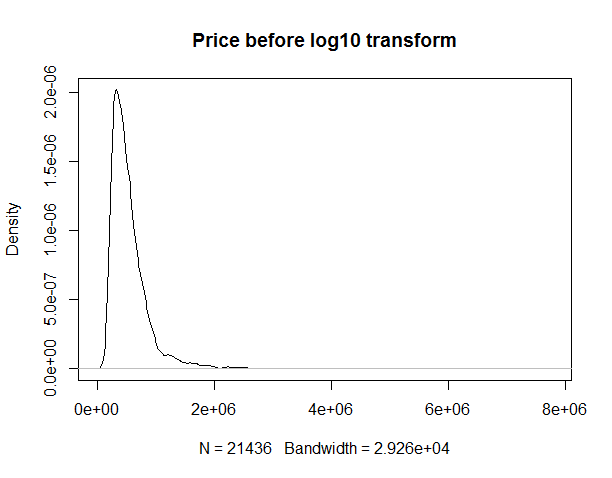 Price before log10 transform
Density
2.0e-06
1.5e-06
1.0e-06
5.0e-07
0.0e+00
0e+00 2e+06 4e+06 6e+06 8e+06
N = 21436 Bandwidth = 2.926e+04